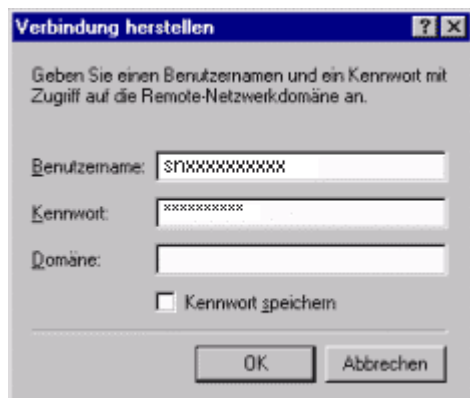 Verbindung herstellen
Geben Sie einen Benutzernamen und ein Kennwort mit
Zugriff auf die Remote-Netzwerkdomäne an.
Benutzername: snxxxxxxxxxx
Kennwort: xxxxxxxxxx
Domäne:
Kennwort speichern
OK Abbrechen